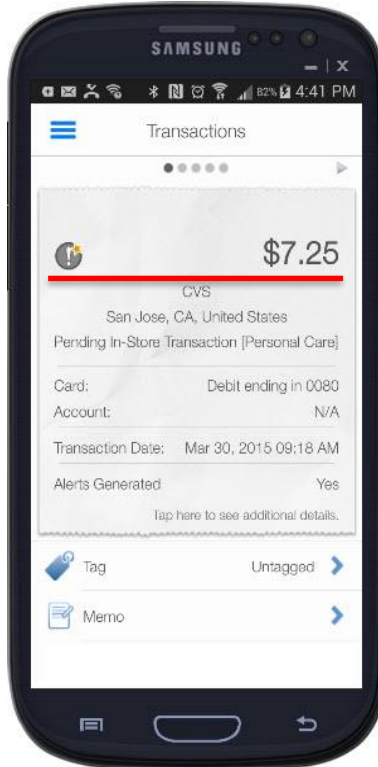 SAMSUNG
82% 4:41 PM
Transactions
$7.25
CVS
San Jose, CA, United States
Pending In-Store Transaction [Personal Care]
Card: Debit ending in 0080
Account: N/A
Transaction Date: Mar 30, 2015 09:18 AM
Alerts Generated Yes
Tap here to see additional details.
Tag Untagged
Memo